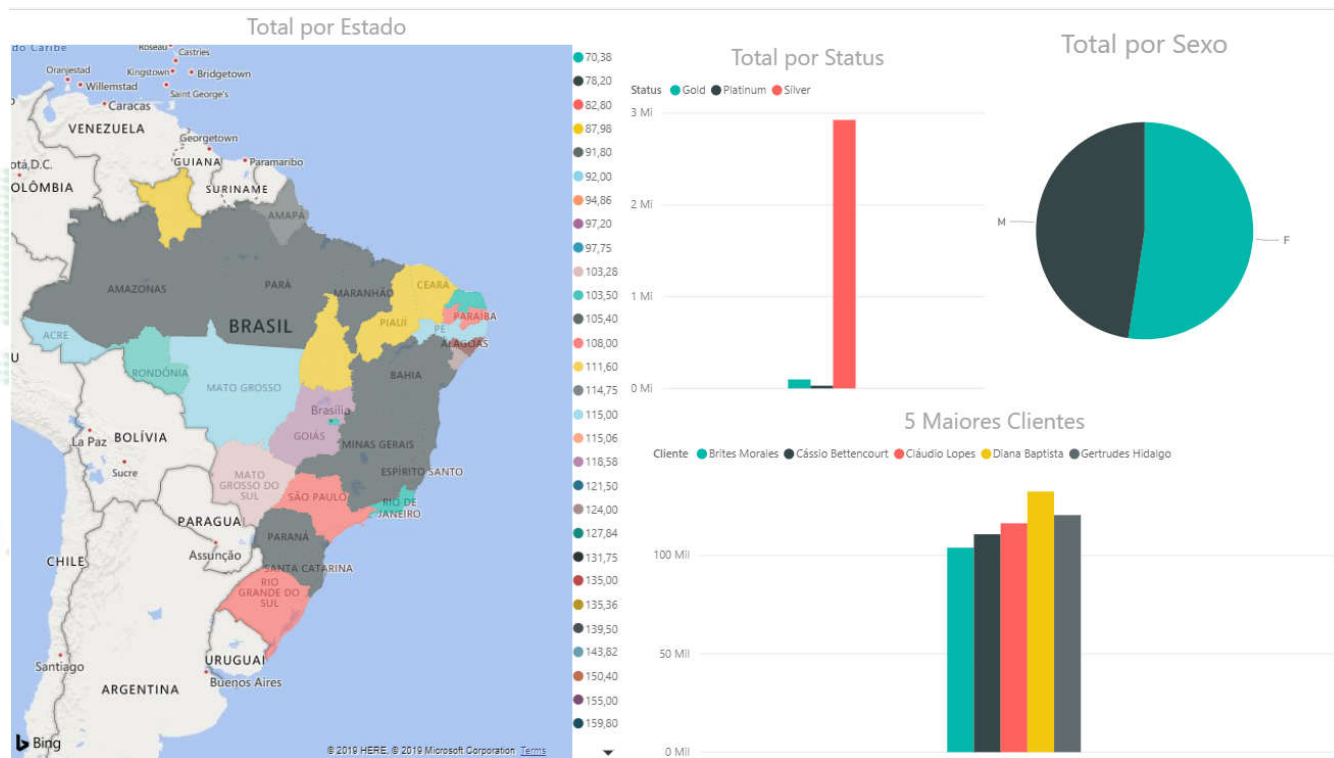 Total por Estado
do Caribe
Roseau
Castries
Oranjestad
Kingstown
Bridgetown
Willemstad
Saint George's
Caracas
VENEZUELA
Georgetown
GUIANA
Paramaribo
otá,D.C.
OLÔMBIA
SURINAME
AMAPÁ
AMAZONAS
PARÁ
MARANHÃO
CEARA
BRASIL
PIAUÍ
PARAIBA
PE
ACRE
ALAGOAS
U
RONDÔNIA
MATO GROSSO
BAHIA
Brasília
GOIÁS
La Paz
BOLÍVIA
MINAS GERAIS
Sucre
ESPÍRITO SANTO
MATO
GROSSO DO
SUL
SÃO PAULO
RIO DE
JANEIRO
PARAGUAI
PARANÁ
Assunção
CHILE
SANTA CATARINA
RIO
GRANDE DO
SUL
Santiago
URUGUAI
Buenos Aires
ARGENTINA
Bing
© 2019 HERE, © 2019 Microsoft Corporation Terms
70,38
78,20
82,80
87,98
91,80
92,00
94,86
97,20
97,75
103,28
103,50
105,40
108,00
111,60
114,75
115,00
115,06
118,58
121,50
124,00
127,84
131,75
135,00
135,36
139,50
143,82
150,40
155,00
159,80
Total por Status
Status Gold Platinum Silver
3 Mi
2 Mi
1 Mi
0 Mi
Total por Sexo
M
F
5 Maiores Clientes
Cliente Brites Morais Cássio Bettencourt Cláudio Lopes Diana Baptista Gertrudes Hidalgo
100 Mil
50 Mil
0 Mil